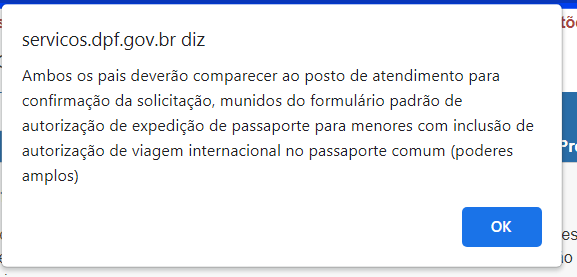 servicos.dpf.gov.br diz
Ambos os pais deverão comparecer ao posto de atendimento para
confirmação da solicitação, munidos do formulário padrão de
autorização de expedição de passaporte para menores com inclusão de
autorização de viagem internacional no passaporte comum (poderes
amplos)
OK